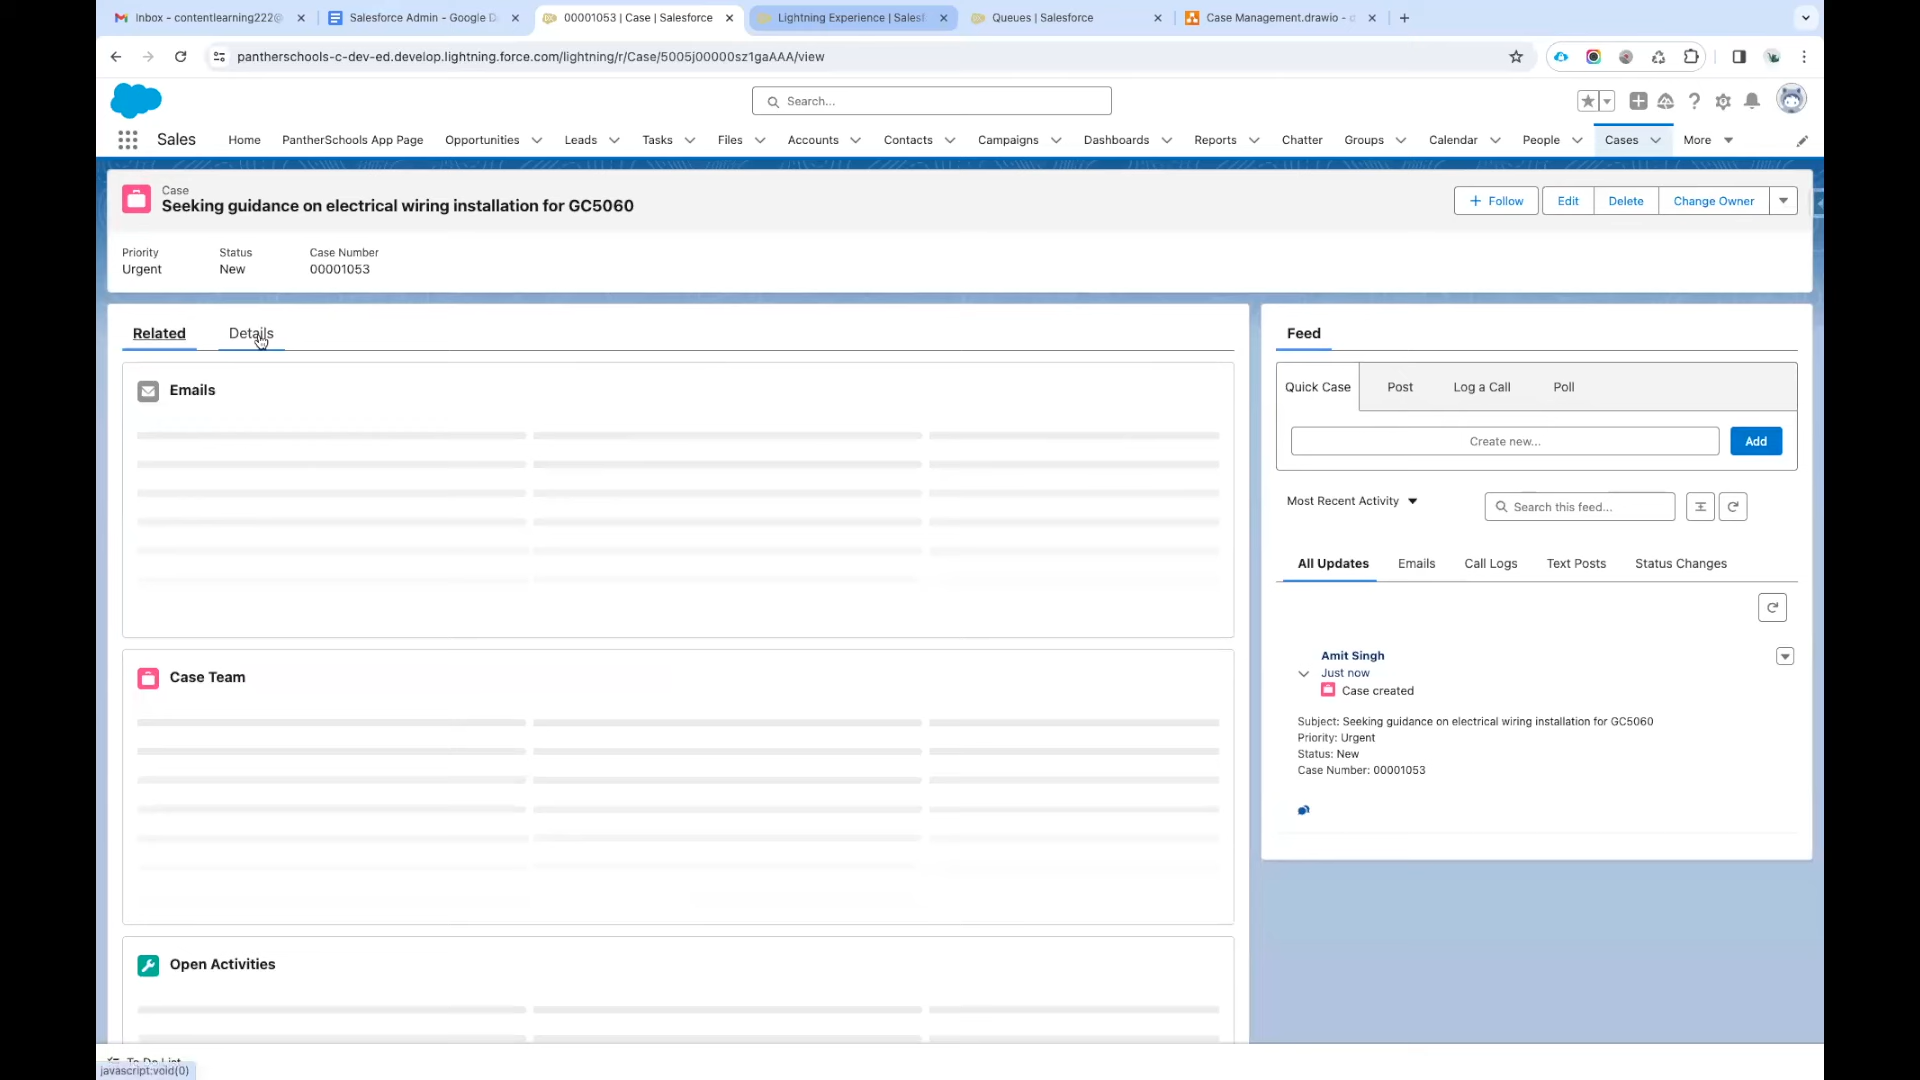 Inbox - contentlearning222@
Salesforce Admin - Google D
00001053 | Case | Salesforce
Lightning Experience | Salesf
Queues | Salesforce
Case Management.drawio - d
pantherschools-c-dev-ed.develop.lightning.force.com/lightning/r/Case/5005j00000sz1gaAAA/view
Search...
Sales
Home
PantherSchools App Page
Opportunities
Leads
Tasks
Files
Accounts
Contacts
Campaigns
Dashboards
Reports
Chatter
Groups
Calendar
People
Cases
More
Case
Seeking guidance on electrical wiring installation for GC5060
Follow
Edit
Delete
Change Owner
Priority
Urgent
Status
New
Case Number
00001053
Related
Details
Emails
Case Team
Open Activities
Feed
Quick Case
Post
Log a Call
Poll
Create new...
Add
Most Recent Activity
Search this feed...
All Updates
Emails
Call Logs
Text Posts
Status Changes
Amit Singh
Just now
Case created
Subject: Seeking guidance on electrical wiring installation for GC5060
Priority: Urgent
Status: New
Case Number: 00001053
To Do List
javascript:void(0)